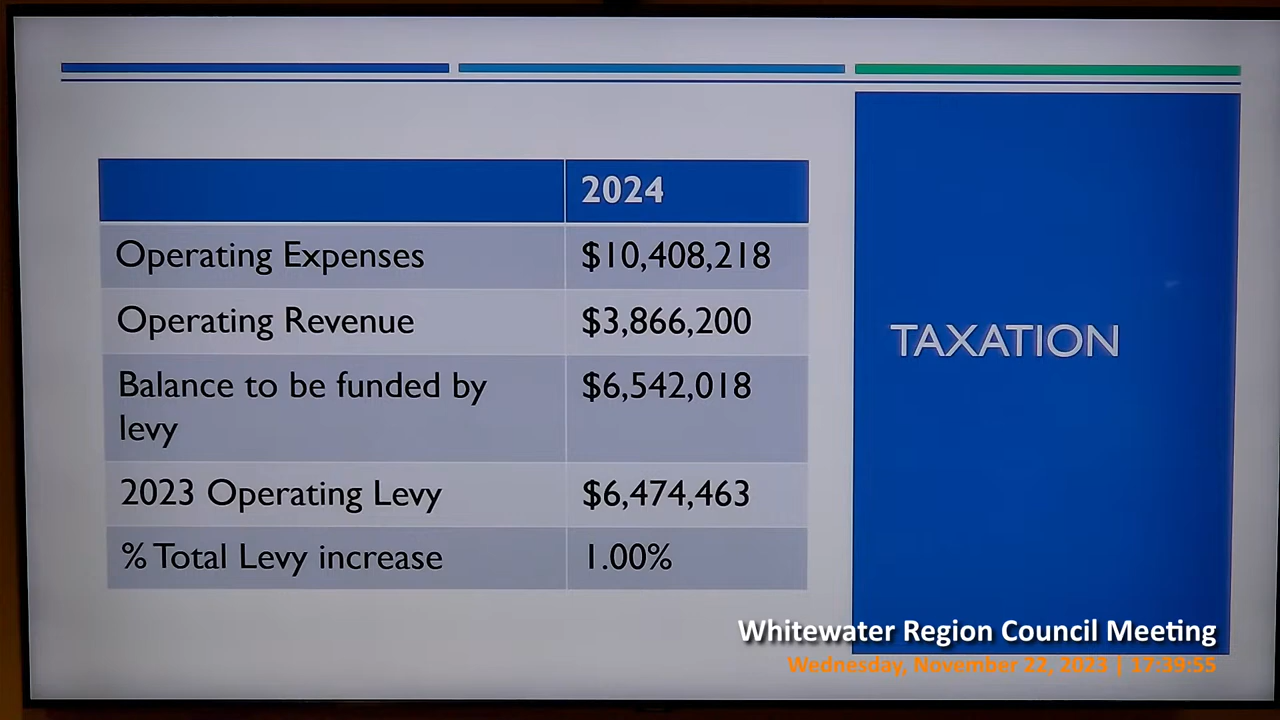 2024
Operating Expenses $10,408,218
Operating Revenue $3,866,200
Balance to be funded by $6,542,018
levy
2023 Operating Levy $6,474,463
% Total Levy increase 1.00%
TAXATION
Whitewater Region Council Meeting
Wednesday, November 22, 2023 | 17:39:55